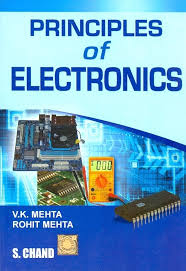 PRINCIPLES
of
ELECTRONICS
V.K. MEHTA
ROHIT MEHTA
S. CHAND